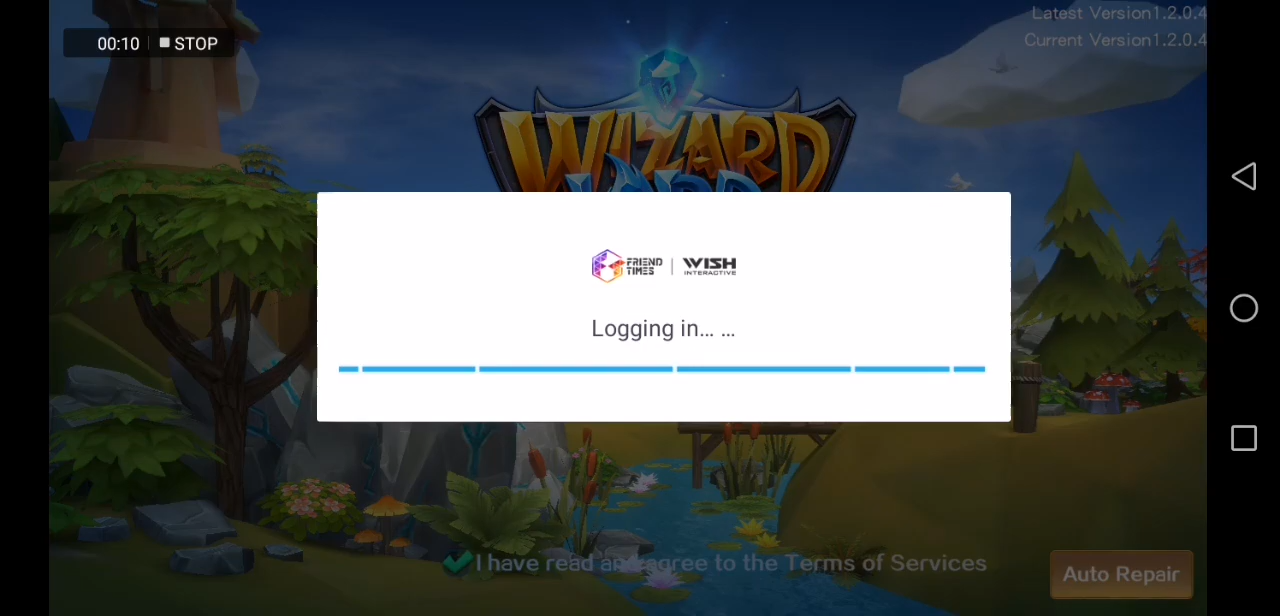 Latest Version1.2.0.4
00:10 STOP
Current Version1.2.0.4
WIZARD
FRIEND TIMES | WISH INTERACTIVE
Logging in... ...
I have read and agree to the Terms of Services
Auto Repair